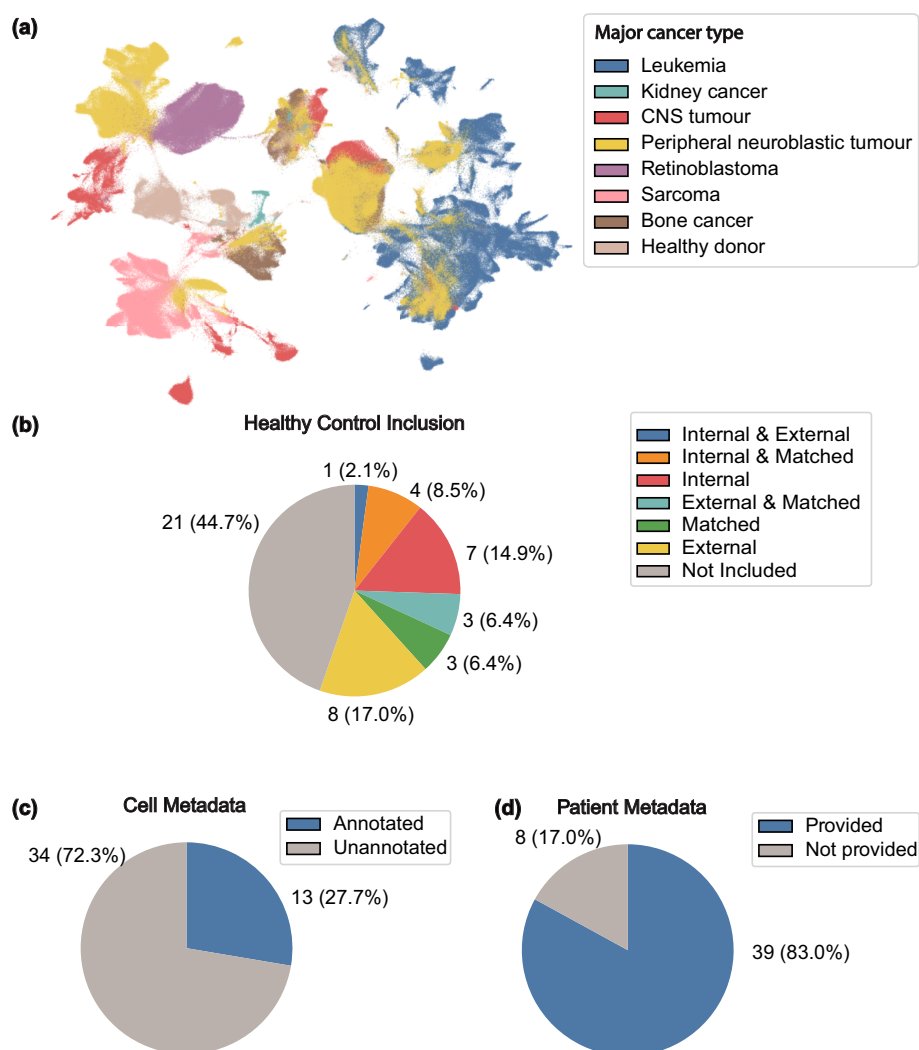 (a)
Major cancer type
Leukemia
Kidney cancer
CNS tumour
Peripheral neuroblastic tumour
Retinoblastoma
Sarcoma
Bone cancer
Healthy donor
(b)
Healthy Control Inclusion
1 (2.1%)
4 (8.5%)
21 (44.7%)
7 (14.9%)
3 (6.4%)
3 (6.4%)
8 (17.0%)
Internal & External
Internal & Matched
Internal
External & Matched
Matched
External
Not Included
(c)
Cell Metadata
Annotated
Unannotated
34 (72.3%)
13 (27.7%)
(d)
Patient Metadata
Provided
Not provided
8 (17.0%)
39 (83.0%)